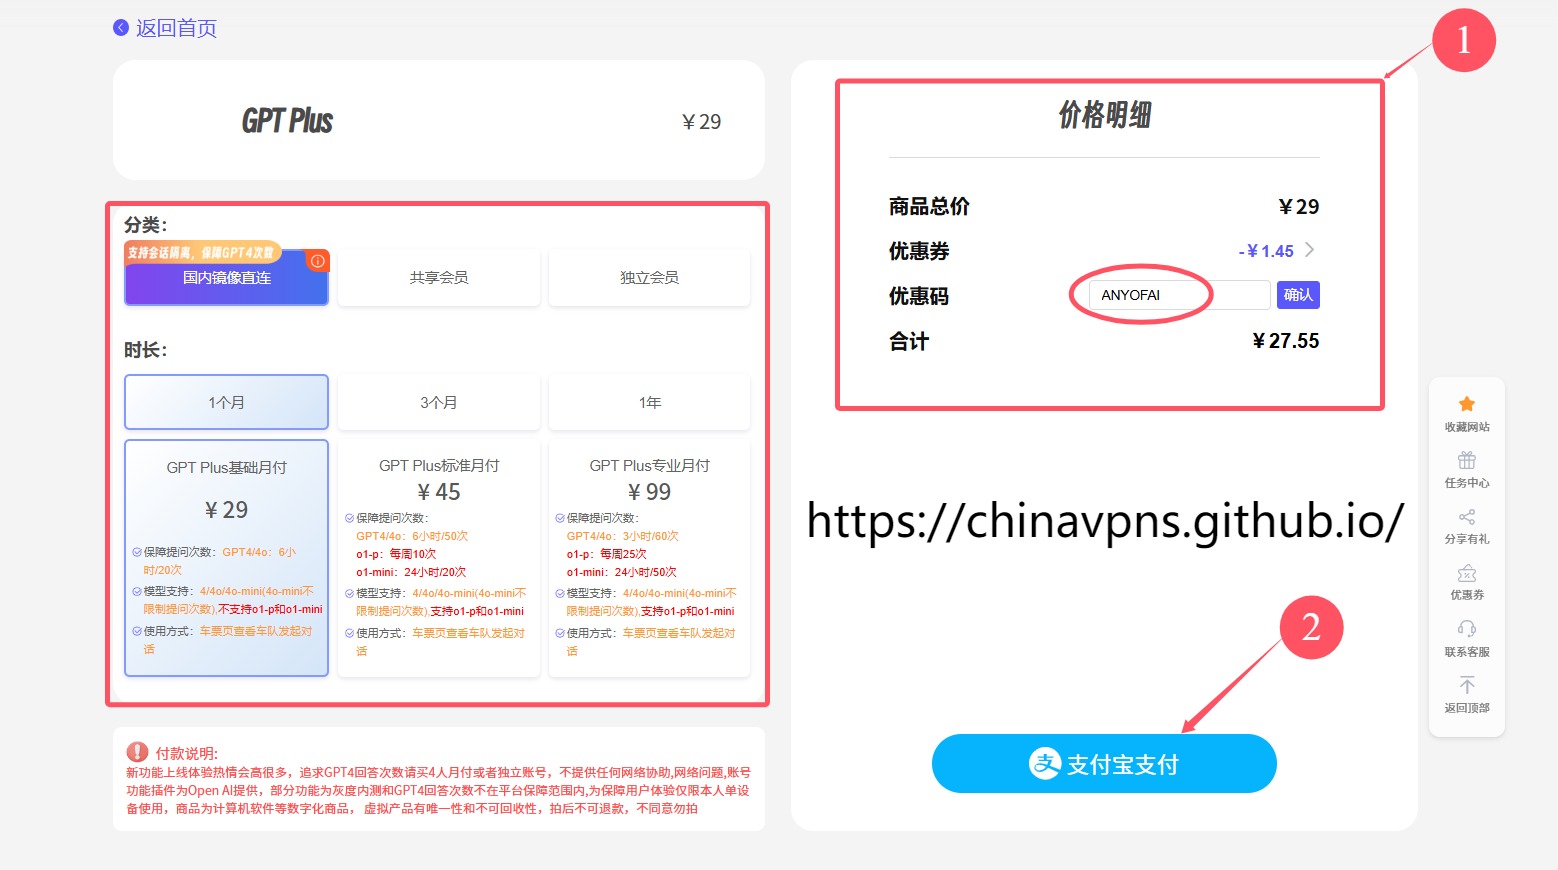 返回首页
GPT Plus
￥29
分类：
支持会话隔离，保障GPT4次数
国内镜像直连
共享会员
独立会员
时长：
1个月
3个月
1年
GPT Plus基础月付
￥29
保障提问次数：GPT4/4o：6小
时/20次
模型支持：4/4o/4o-mini(4o-mini不
限制提问次数),不支持o1-p和o1-mini
使用方式：车票页查看车队发起对
话
GPT Plus标准月付
￥45
保障提问次数：
GPT4/4o：6小时/50次
o1-p：每周10次
o1-mini：24小时/20次
模型支持：4/4o/4o-mini(4o-mini不
限制提问次数),支持o1-p和o1-mini
使用方式：车票页查看车队发起对
话
GPT Plus专业月付
￥99
保障提问次数：
GPT4/4o：3小时/60次
o1-p：每周25次
o1-mini：24小时/50次
模型支持：4/4o/4o-mini(4o-mini不
限制提问次数),支持o1-p和o1-mini
使用方式：车票页查看车队发起对
话
付款说明:
新功能上线体验热情会高很多，追求GPT4回答次数请买4人月付或者独立账号，不提供任何网络协助,网络问题,账号
功能插件为Open AI提供，部分功能为灰度内测和GPT4回答次数不在平台保障范围内,为保障用户体验仅限本人单设
备使用，商品为计算机软件等数字化商品， 虚拟产品有唯一性和不可回收性，拍后不可退款，不同意勿拍
1
价格明细
商品总价
￥29
优惠券
-￥1.45
优惠码
ANYOFAI
确认
合计
￥27.55
https://chinavpns.github.io/
2
支付宝支付
收藏网站
任务中心
分享有礼
优惠券
联系客服
返回顶部